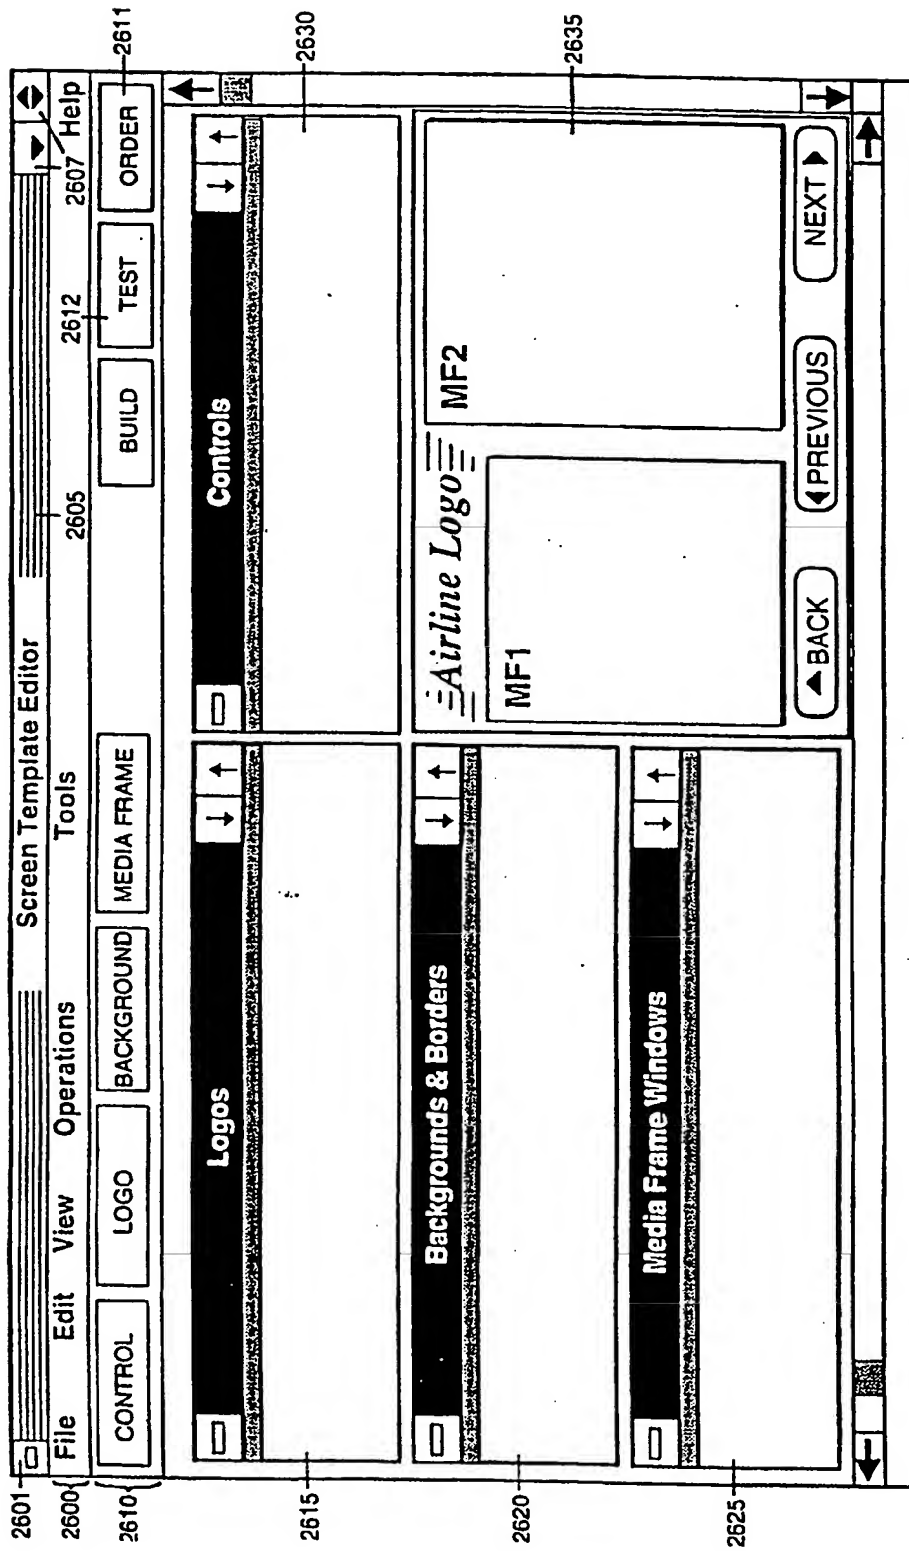 2601
Screen Template Editor
2605
2607
2600
File Edit View Operations Tools Help
2612
2610
CONTROL LOGO BACKGROUND MEDIA FRAME BUILD TEST ORDER
2611
Logos
2615
Controls
2630
Backgrounds & Borders
2620
Media Frame Windows
2625
Airline Logo
MF1
MF2
2635
BACK PREVIOUS NEXT